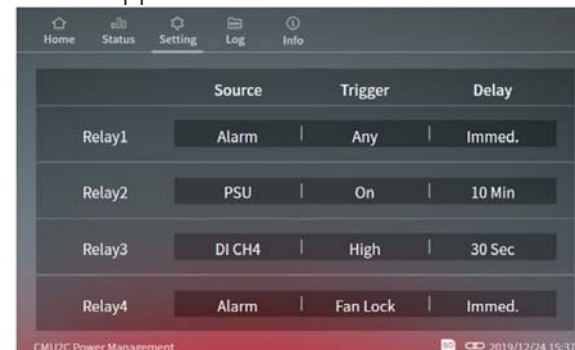 Home Status Setting Log Info
Source Trigger Delay
Relay1 Alarm | Any | Immed.
Relay2 PSU | On | 10 Min
Relay3 DI CH4 | High | 30 Sec
Relay4 Alarm | Fan Lock | Immed.
CMU2C Power Management SD 2019/12/24 15:37